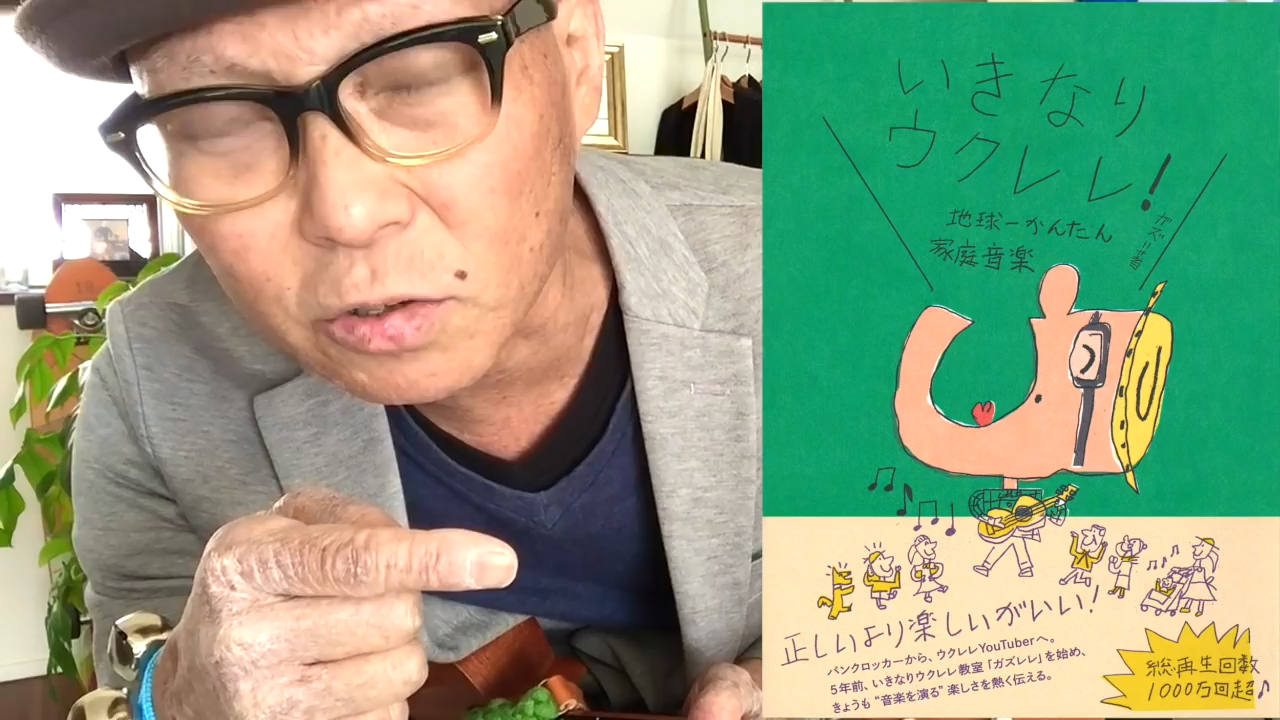 いきなり
ウクレレ!
地球一かんたん
家庭音楽
ガズ 著
正しいより楽しいがいい!
パンクロッカーから、ウクレレYouTuberへ。
5年前、いきなりウクレレ教室「ガズレレ」を始め、
きょうも“音楽を演る”楽しさを熱く伝える。
総再生回数
1000万回超♪